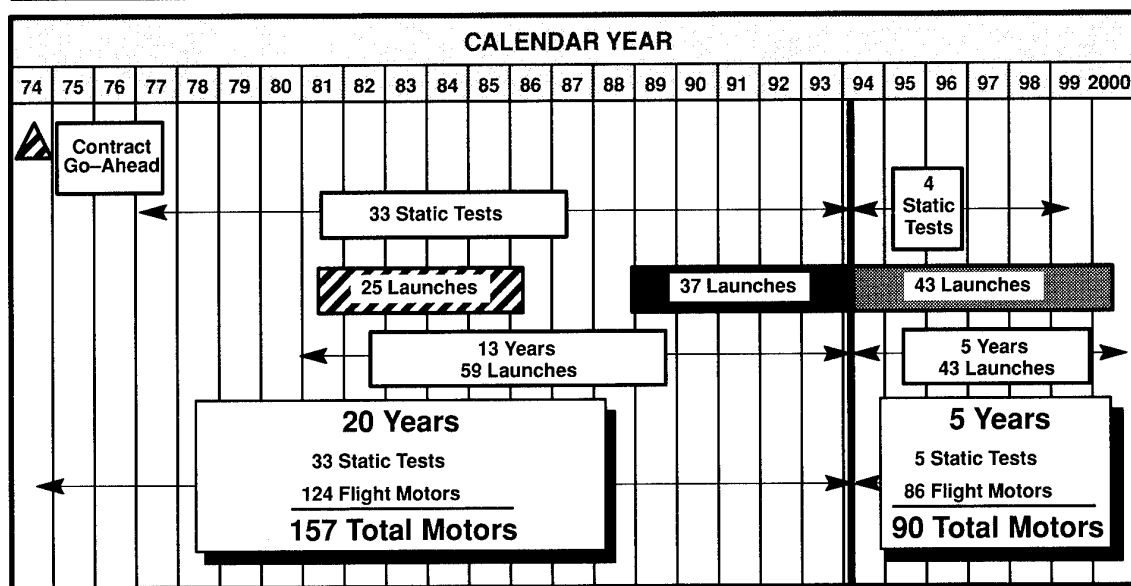 CALENDAR YEAR
74 75 76 77 78 79 80 81 82 83 84 85 86 87 88 89 90 91 92 93 94 95 96 97 98 99 2000
Contract
Go–Ahead
33 Static Tests
4
Static
Tests
25 Launches
37 Launches
43 Launches
13 Years
59 Launches
5 Years
43 Launches
20 Years
33 Static Tests
124 Flight Motors
157 Total Motors
5 Years
5 Static Tests
86 Flight Motors
90 Total Motors